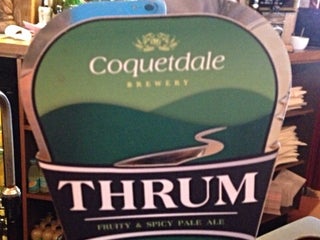 Coquetdale
BREWERY
THRUM
FRUITY & SPICY PALE ALE